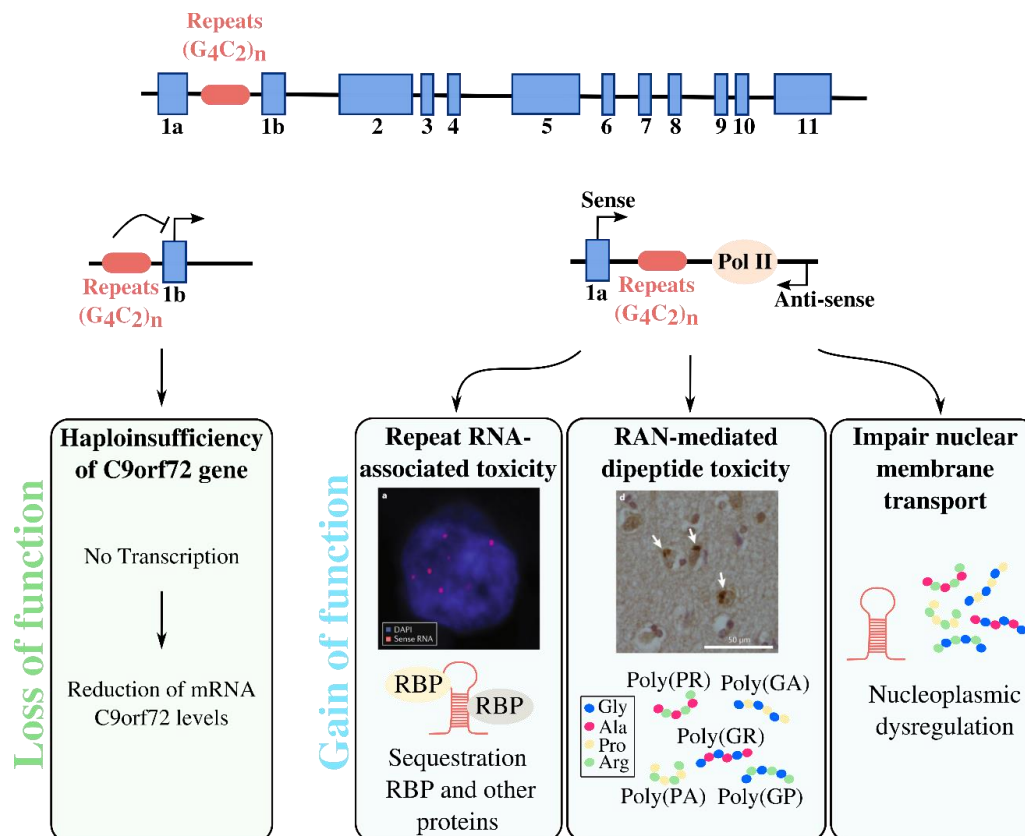 Repeats
(G4C2)n
1a
1b
2
3
4
5
6
7
8
9
10
11
Repeats
(G4C2)n
1b
Sense
1a
Repeats
(G4C2)n
Pol II
Anti-sense
Loss of function
Haploinsufficiency
of C9orf72 gene
No Transcription
Reduction of mRNA
C9orf72 levels
Gain of function
Repeat RNA-
associated toxicity
a
DAPI
Sense RNA
RBP
RBP
Sequestration
RBP and other
proteins
RAN-mediated
dipeptide toxicity
d
50 µm
Gly
Ala
Pro
Arg
Poly(PR)
Poly(GA)
Poly(GR)
Poly(PA)
Poly(GP)
Impair nuclear
membrane
transport
Nucleoplasmic
dysregulation